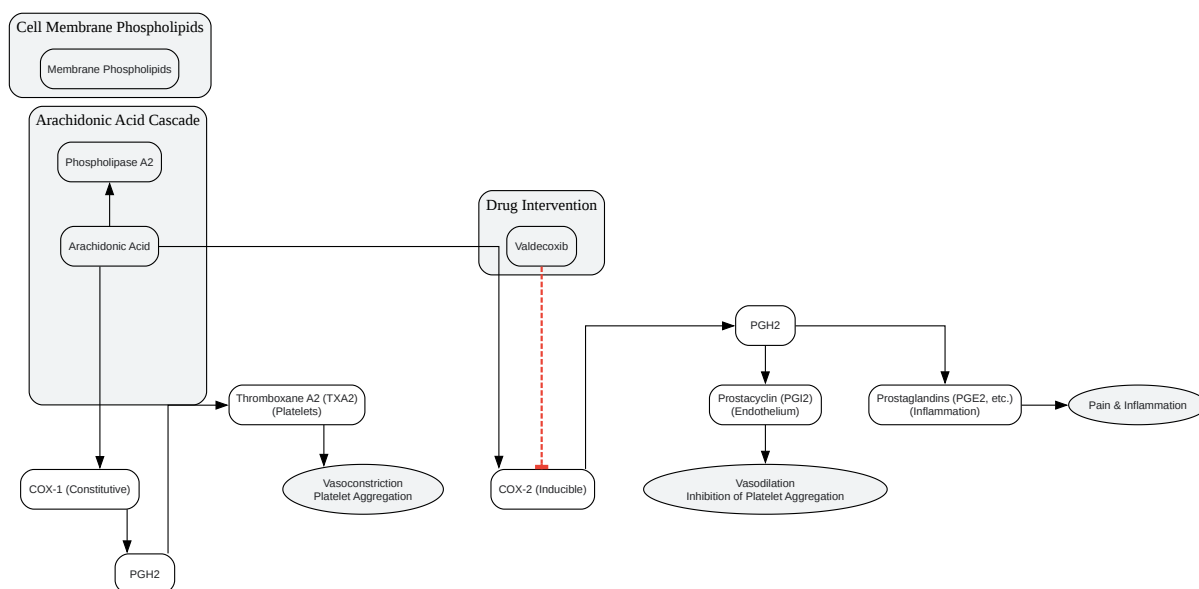 Cell Membrane Phospholipids
Membrane Phospholipids
Arachidonic Acid Cascade
Phospholipase A2
Arachidonic Acid
Drug Intervention
Valdecoxib
PGH2
Thromboxane A2 (TXA2)
(Platelets)
Prostacyclin (PGI2)
(Endothelium)
Prostaglandins (PGE2, etc.)
(Inflammation)
Pain & Inflammation
COX-1 (Constitutive)
Vasoconstriction
Platelet Aggregation
COX-2 (Inducible)
Vasodilation
Inhibition of Platelet Aggregation
PGH2